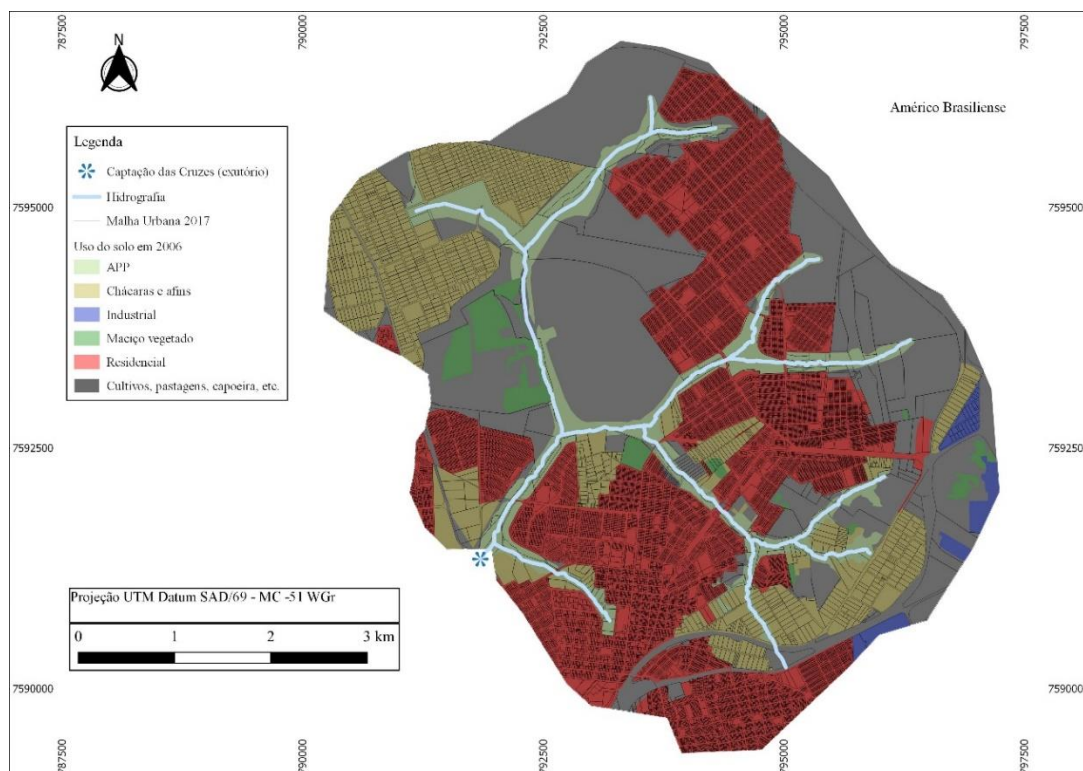 787500
790000
792500
795000
797500
N
Américo Brasiliense
Legenda
Captação das Cruzes (exutório)
Hidrografia
Malha Urbana 2017
Uso do solo em 2006
APP
Chácaras e afins
Industrial
Maciço vegetado
Residencial
Cultivos, pastagens, capoeira, etc.
7595000
7595000
7592500
7592500
Projeção UTM Datum SAD/69 - MC -51 WGr
0 1 2 3 km
7590000
7590000
787500
790000
792500
795000
797500